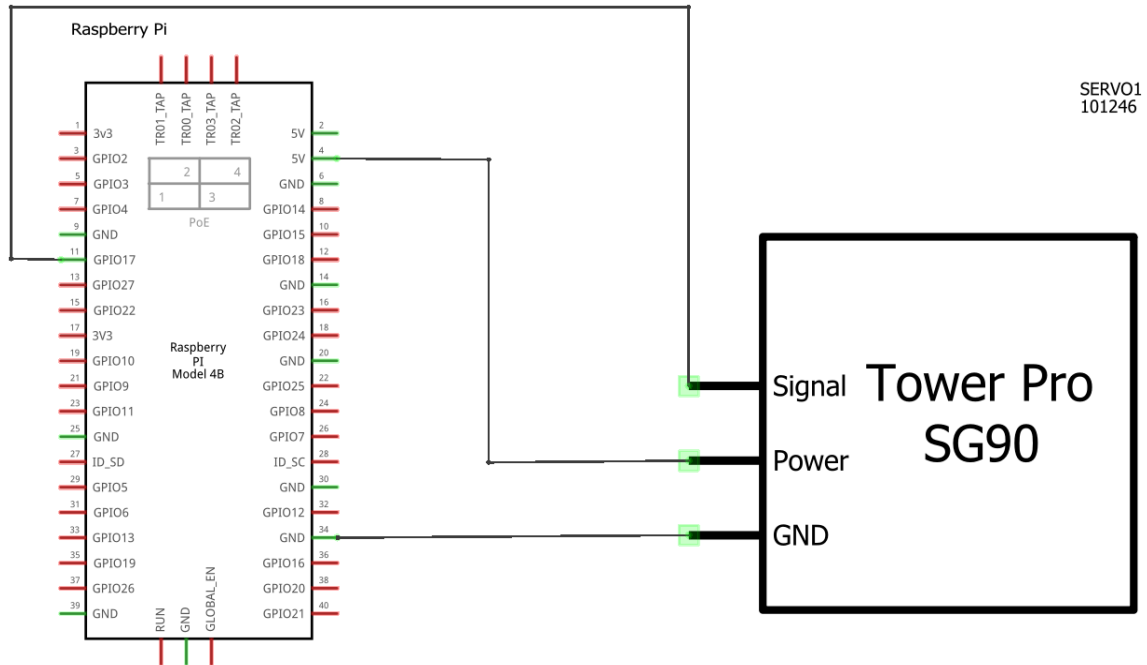 Raspberry Pi
SERVO1
101246
TR01_TAP
TR00_TAP
TR03_TAP
TR02_TAP
2 4
1 3
PoE
1 3v3
3 GPIO2
5 GPIO3
7 GPIO4
9 GND
11 GPIO17
13 GPIO27
15 GPIO22
17 3V3
19 GPIO10
21 GPIO9
23 GPIO11
25 GND
27 ID_SD
29 GPIO5
31 GPIO6
33 GPIO13
35 GPIO19
37 GPIO26
39 GND
Raspberry
PI
Model 4B
5V 2
5V 4
GND 6
GPIO14 8
GPIO15 10
GPIO18 12
GND 14
GPIO23 16
GPIO24 18
GND 20
GPIO25 22
GPIO8 24
GPIO7 26
ID_SC 28
GND 30
GPIO12 32
GND 34
GPIO16 36
GPIO20 38
GPIO21 40
RUN
GND
GLOBAL_EN
Signal
Power
GND
Tower Pro
SG90